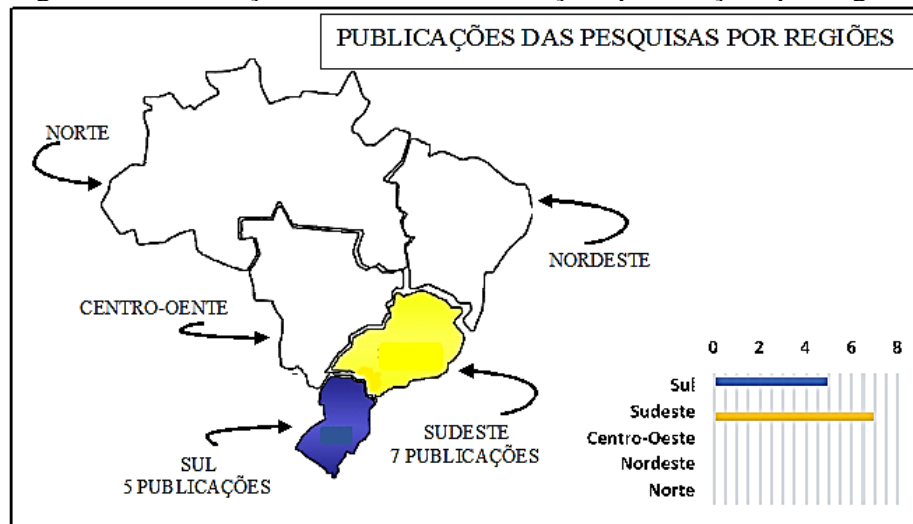 PUBLICAÇÕES DAS PESQUISAS POR REGIÕES
NORTE
NORDESTE
CENTRO-OENTE
SUDESTE
7 PUBLICAÇÕES
SUL
5 PUBLICAÇÕES
0 2 4 6 8
Sul
Sudeste
Centro-Oeste
Nordeste
Norte